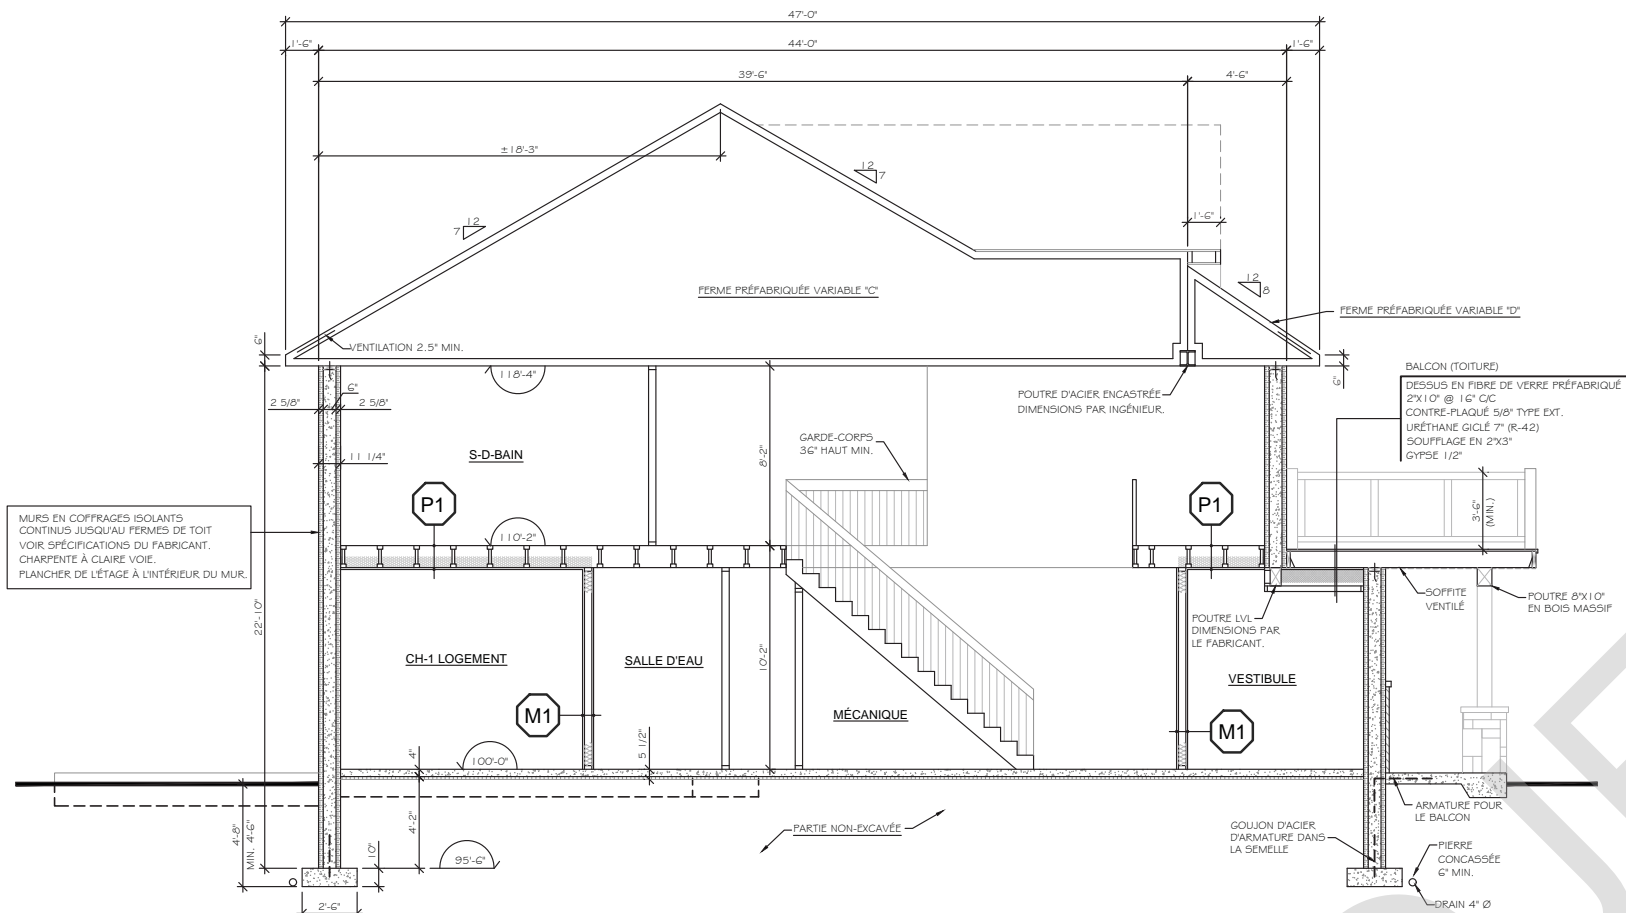 47'-0"
1'-6"
44'-0"
1'-6"
39'-6"
4'-6"
±18'-3"
12
7
12
7
1'-6"
12
8
FERME PRÉFABRIQUÉE VARIABLE "C"
FERME PRÉFABRIQUÉE VARIABLE "D"
6"
VENTILATION 2.5" MIN.
118'-4"
6"
BALCON (TOITURE)
DESSUS EN FIBRE DE VERRE PRÉFABRIQUÉ
2"X10" @ 16" C/C
CONTRE-PLAQUÉ 5/8" TYPE EXT.
URÉTHANE GICLÉ 7" (R-42)
SOUFFLAGE EN 2"X3"
GYPSE 1/2"
POUTRE D'ACIER ENCASTRÉE
DIMENSIONS PAR INGÉNIEUR.
6"
2 5/8"
2 5/8"
11 1/4"
S-D-BAIN
8'-2"
GARDE-CORPS
36" HAUT MIN.
P1
P1
3'-6"
(MIN.)
MURS EN COFFRAGES ISOLANTS
CONTINUS JUSQU'AU FERMES DE TOIT
VOIR SPÉCIFICATIONS DU FABRICANT.
CHARPENTE À CLAIRE VOIE.
PLANCHER DE L'ÉTAGE À L'INTÉRIEUR DU MUR.
110'-2"
22'-10"
SOFFITE
VENTILÉ
POUTRE 8"X10"
EN BOIS MASSIF
POUTRE LVL
DIMENSIONS PAR
LE FABRICANT.
CH-1 LOGEMENT
SALLE D'EAU
10'-2"
VESTIBULE
M1
MÉCANIQUE
M1
4"
100'-0"
5 1/2"
4'-8"
MIN. 4'-6"
4'-2"
10"
95'-6"
PARTIE NON-EXCAVÉE
ARMATURE POUR
LE BALCON
GOUJON D'ACIER
D'ARMATURE DANS
LA SEMELLE
PIERRE
CONCASSÉE
6" MIN.
2'-6"
DRAIN 4" Ø